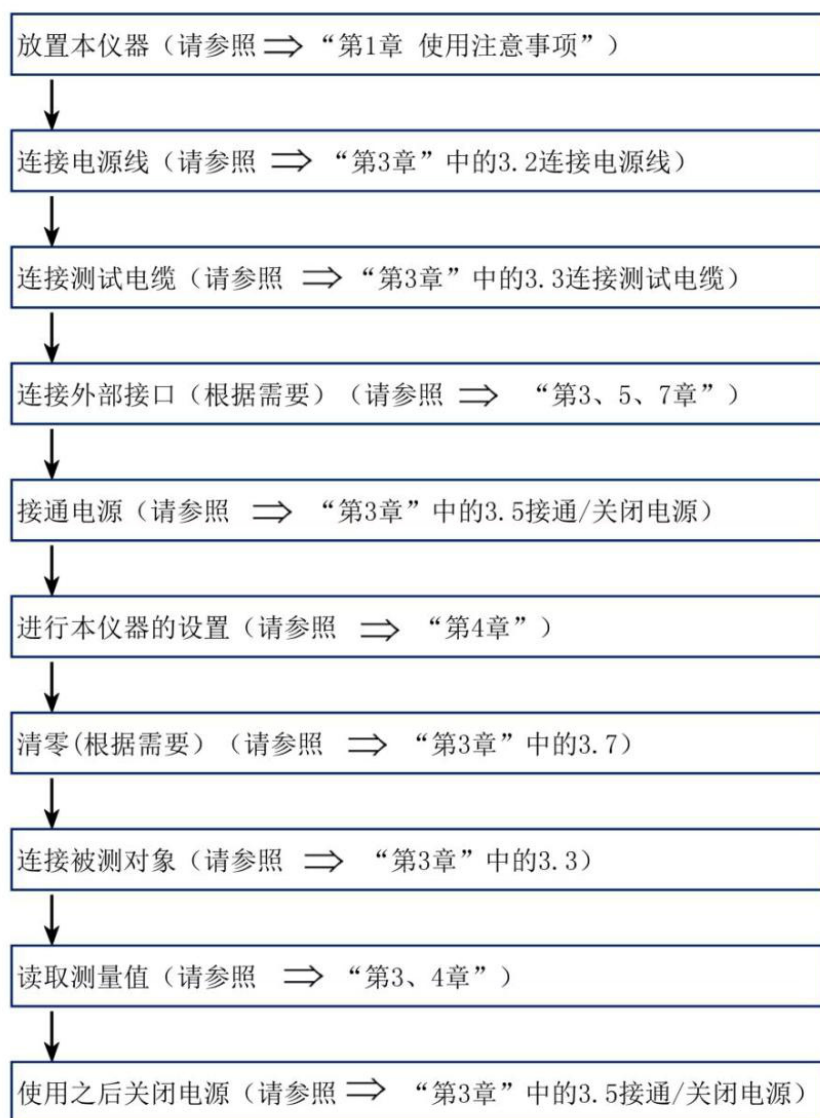 放置本仪器（请参照⇒“第1章 使用注意事项”）
连接电源线（请参照 ⇒ “第3章”中的3.2连接电源线）
连接测试电缆（请参照 ⇒ “第3章”中的3.3连接测试电缆）
连接外部接口（根据需要）（请参照 ⇒ “第3、5、7章”）
接通电源（请参照 ⇒ “第3章”中的3.5接通/关闭电源）
进行本仪器的设置（请参照 ⇒ “第4章”）
清零(根据需要）（请参照 ⇒ “第3章”中的3.7）
连接被测对象（请参照 ⇒ “第3章”中的3.3）
读取测量值（请参照 ⇒ “第3、4章”）
使用之后关闭电源（请参照⇒ “第3章”中的3.5接通/关闭电源）